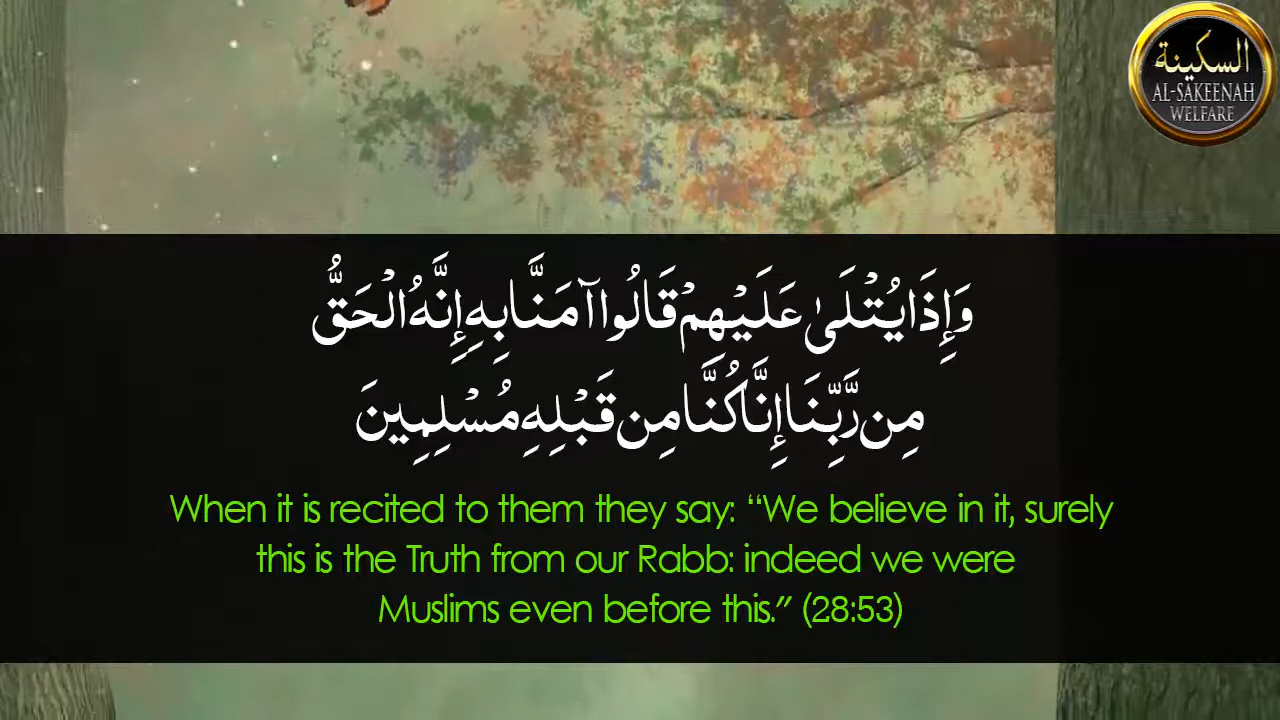 السكينة
AL-SAKEENAH
WELFARE
وَإِذَا يُتْلَىٰ عَلَيْهِمْ قَالُوا آمَنَّا بِهِ إِنَّهُ الْحَقُّ
مِن رَّبِّنَا إِنَّا كُنَّا مِن قَبْلِهِ مُسْلِمِينَ
When it is recited to them they say: “We believe in it, surely
this is the Truth from our Rabb: indeed we were
Muslims even before this.” (28:53)